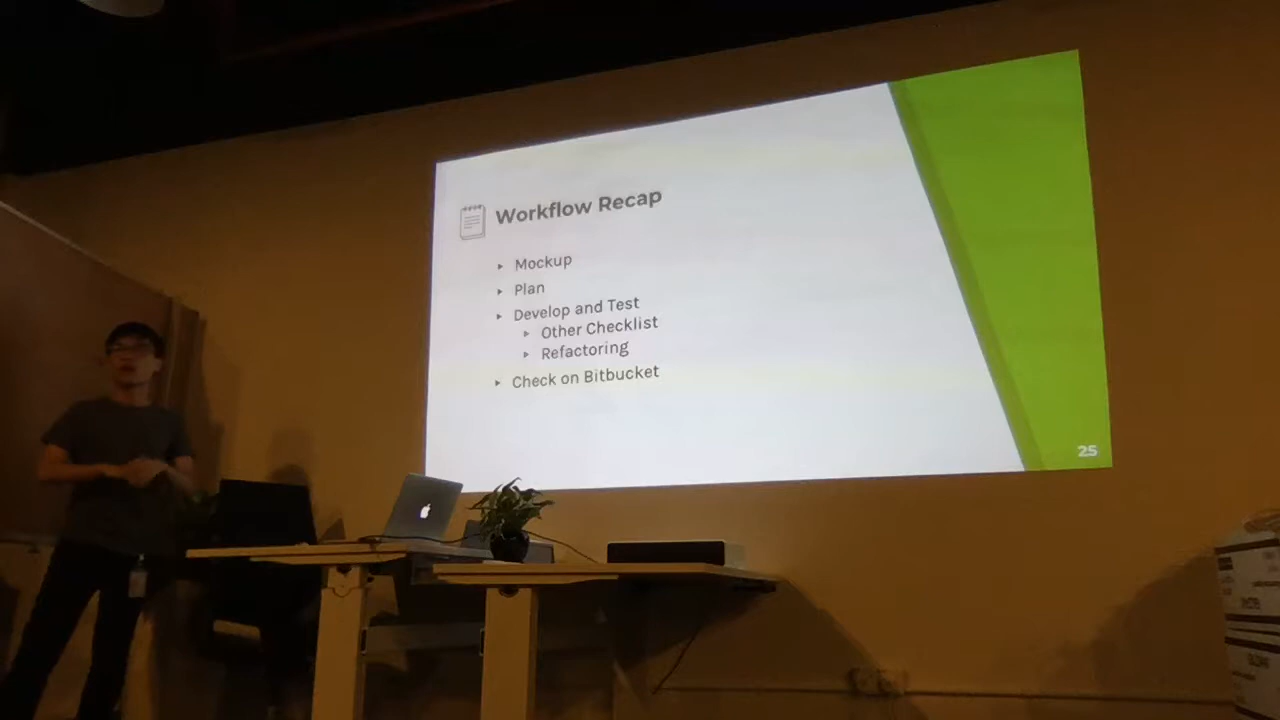 Workflow Recap
Mockup
Plan
Develop and Test
Other Checklist
Refactoring
Check on Bitbucket
25